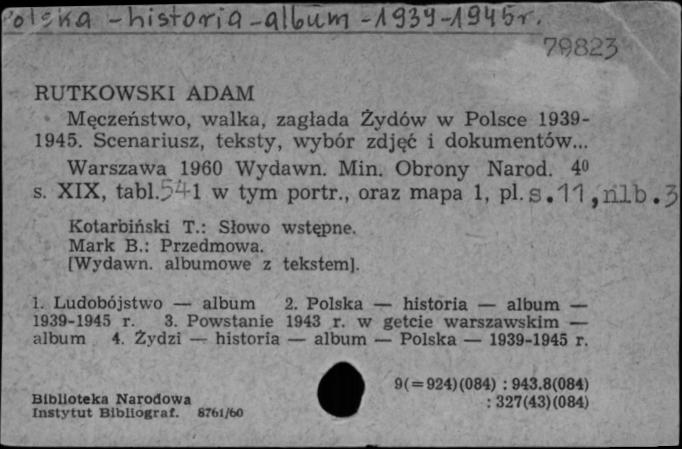 Polska - historia - album - 1939-1945 r.
79823
RUTKOWSKI ADAM
Męczeństwo, walka, zagłada Żydów w Polsce 1939-
1945. Scenariusz, teksty, wybór zdjęć i dokumentów...
Warszawa 1960 Wydawn. Min. Obrony Narod. 4⁰
s. XIX, tabl. 541 w tym portr., oraz mapa 1, pl. s.11, nlb.3
Kotarbiński T.: Słowo wstępne.
Mark B.: Przedmowa.
[Wydawn. albumowe z tekstem].
1. Ludobójstwo — album 2. Polska — historia — album —
1939-1945 r. 3. Powstanie 1943 r. w getcie warszawskim —
album 4. Żydzi — historia — album — Polska — 1939-1945 r.
9(=924)(084) : 943.8(084)
: 327(43)(084)
Biblioteka Narodowa
Instytut Bibliograf. 8761/60